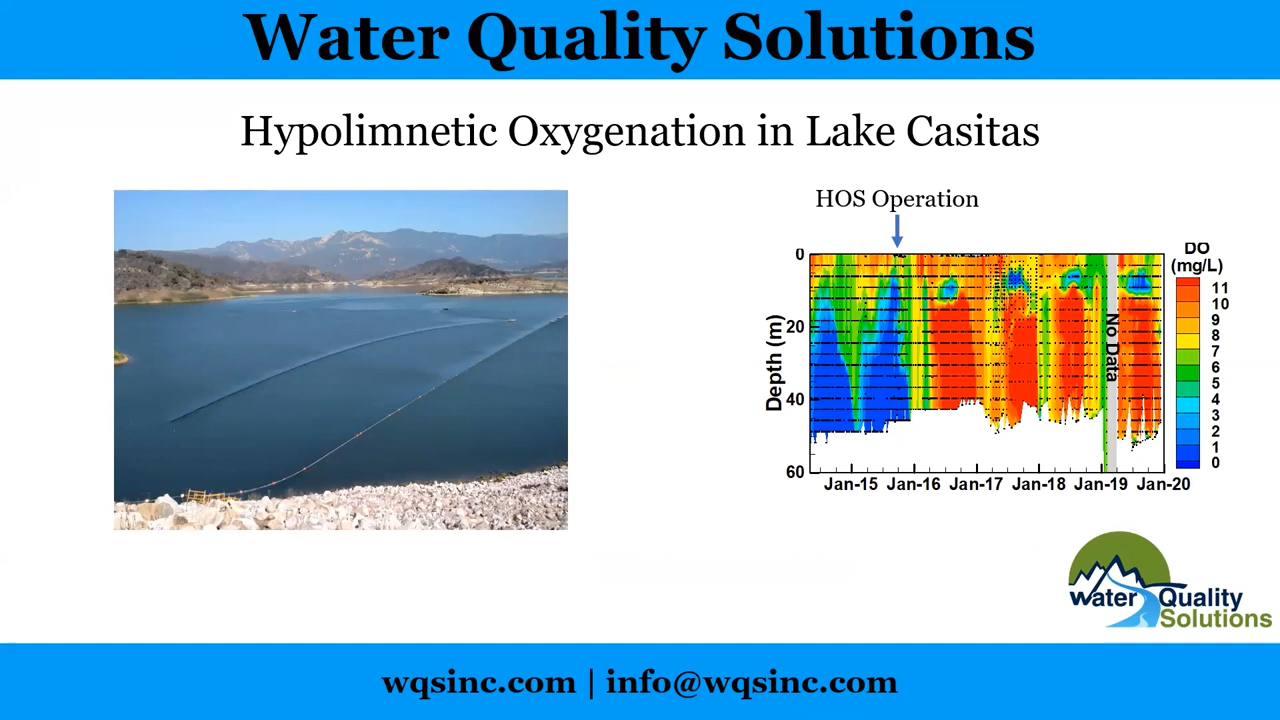 Water Quality Solutions
Hypolimnetic Oxygenation in Lake Casitas
HOS Operation
DO
(mg/L)
0
20
40
60
Depth (m)
No Data
Jan-15 Jan-16 Jan-17 Jan-18 Jan-19 Jan-20
11
10
9
8
7
6
5
4
3
2
1
0
Water Quality
Solutions
wqsinc.com | info@wqsinc.com